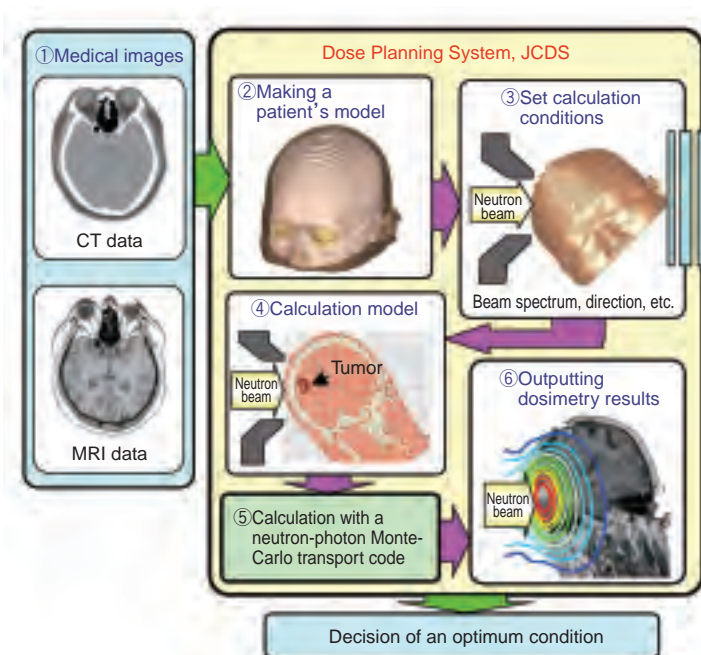 ①Medical images
CT data
MRI data
Dose Planning System, JCDS
②Making a
patient's model
③Set calculation
conditions
Neutron
beam
Beam spectrum, direction, etc.
④Calculation model
Tumor
Neutron
beam
⑤Calculation with a
neutron-photon Monte-
Carlo transport code
⑥Outputting
dosimetry results
Neutron
beam
Decision of an optimum condition